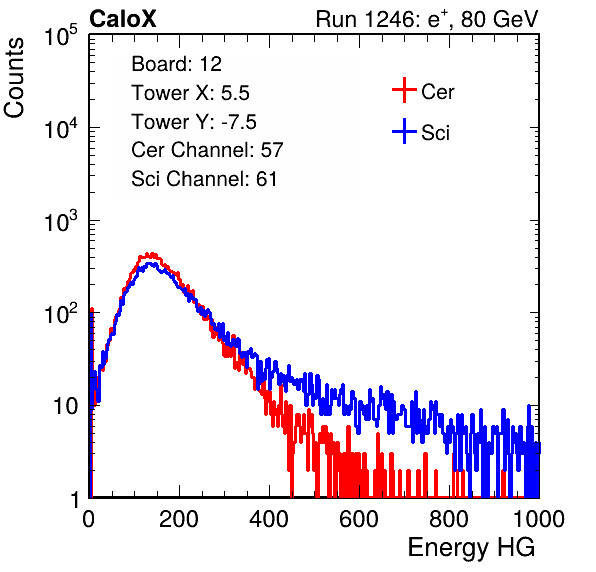 CaloX Run 1246: e⁺, 80 GeV
Counts
10⁵
10⁴
10³
10²
10
1
Board: 12
Tower X: 5.5
Tower Y: -7.5
Cer Channel: 57
Sci Channel: 61
Cer
Sci
0 200 400 600 800 1000
Energy HG